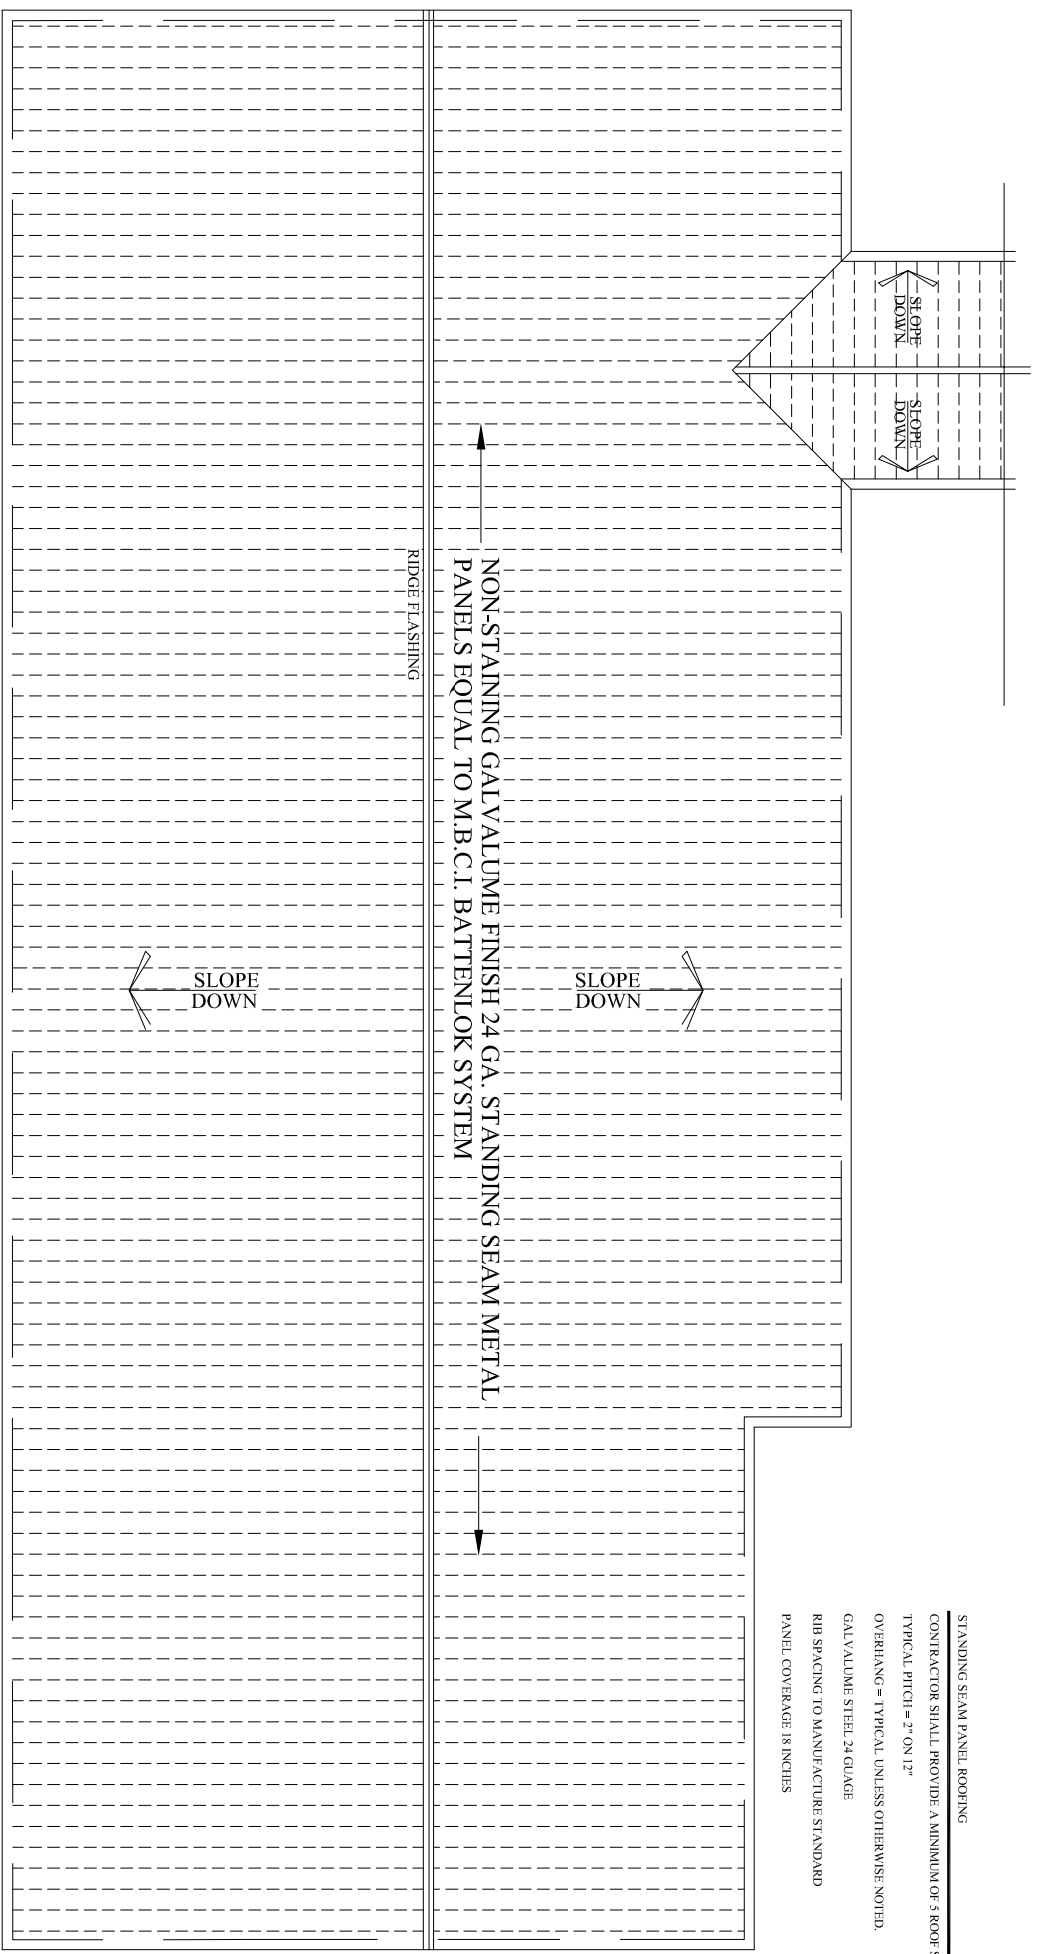 STANDING SEAM PANEL ROOFING
CONTRACTOR SHALL PROVIDE A MINIMUM OF 5 ROOF
TYPICAL PITCH = 2" ON 12"
OVERHANG = TYPICAL UNLESS OTHERWISE NOTED.
GALVALUME STEEL 24 GUAGE
RIB SPACING TO MANUFACTURE STANDARD
PANEL COVERAGE 18 INCHES
SLOPE
DOWN
SLOPE
DOWN
NON-STAINING GALVALUME FINISH 24 GA. STANDING SEAM METAL
PANELS EQUAL TO M.B.C.I. BATTENLOK SYSTEM
RIDGE FLASHING
SLOPE
DOWN
SLOPE
DOWN